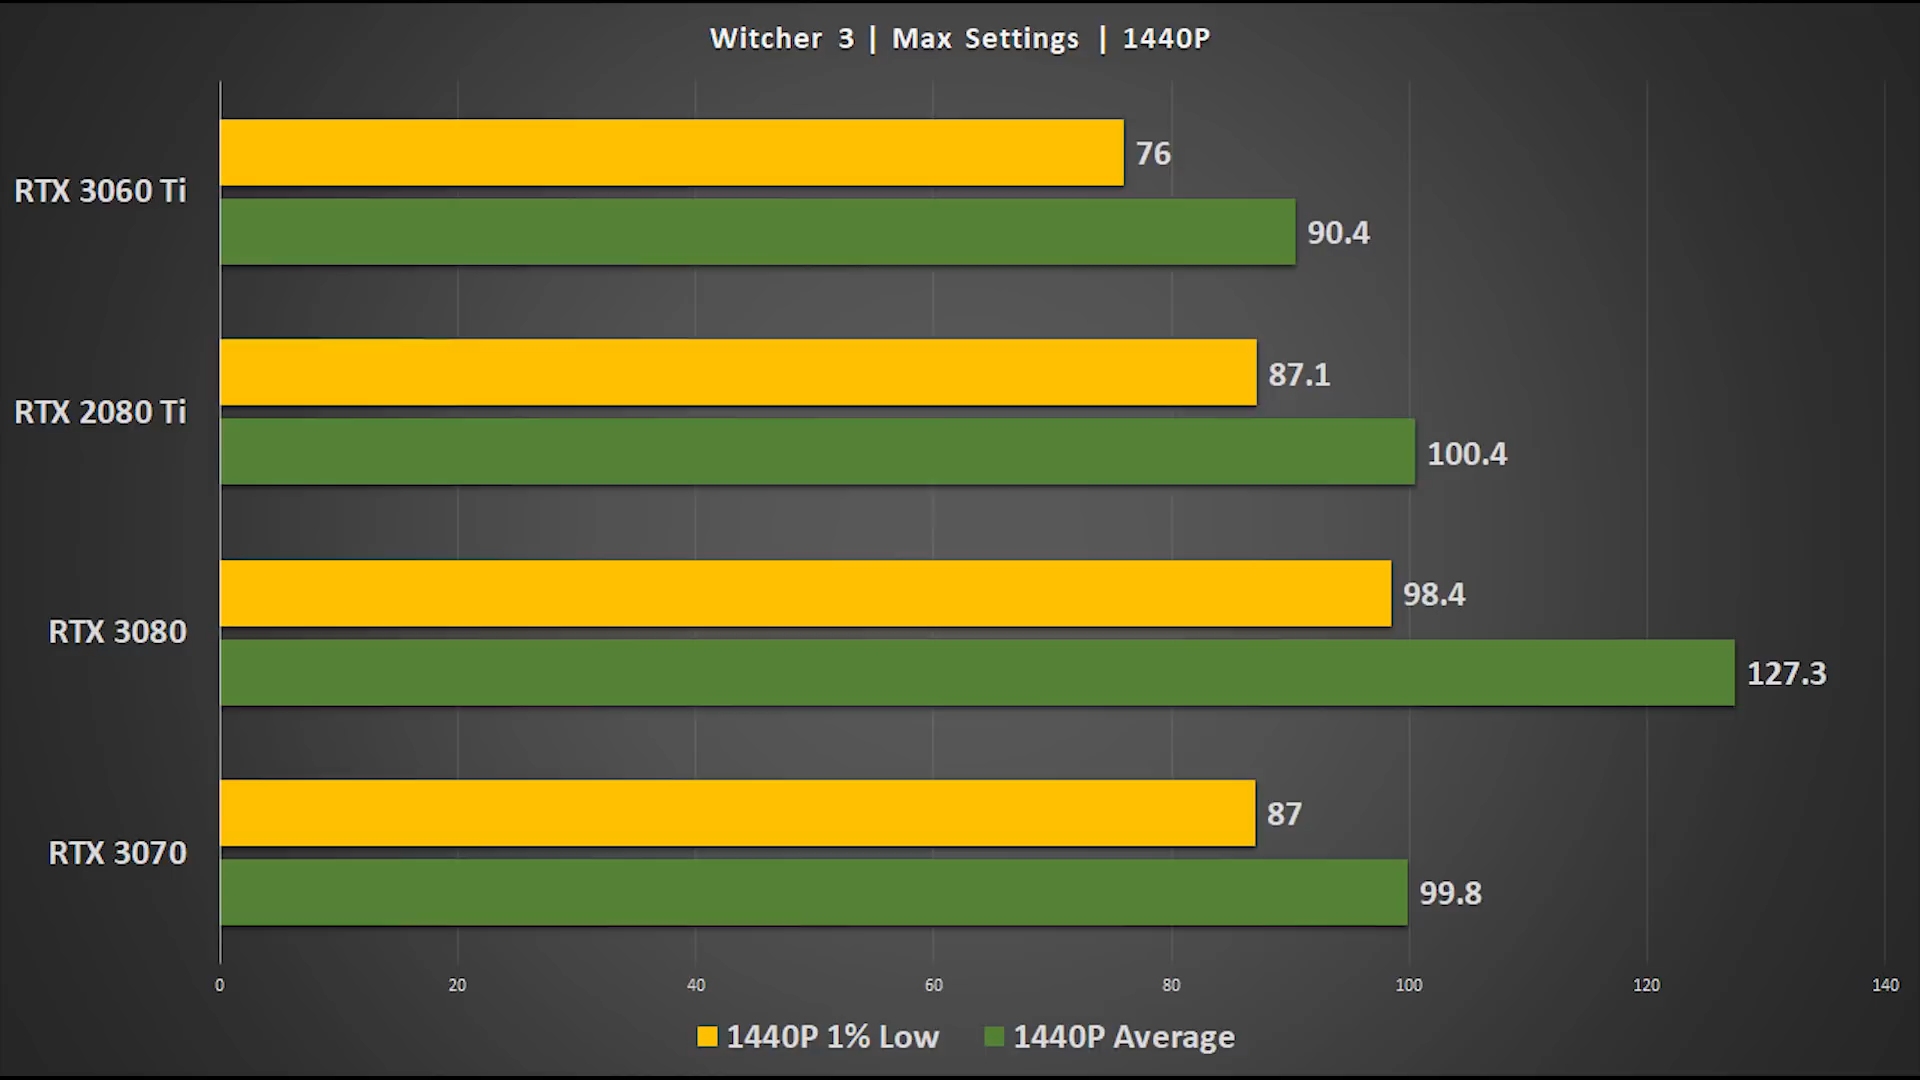 Witcher 3 | Max Settings | 1440P
RTX 3060 Ti
76
90.4
RTX 2080 Ti
87.1
100.4
RTX 3080
98.4
127.3
RTX 3070
87
99.8
0 20 40 60 80 100 120 140
1440P 1% Low 1440P Average